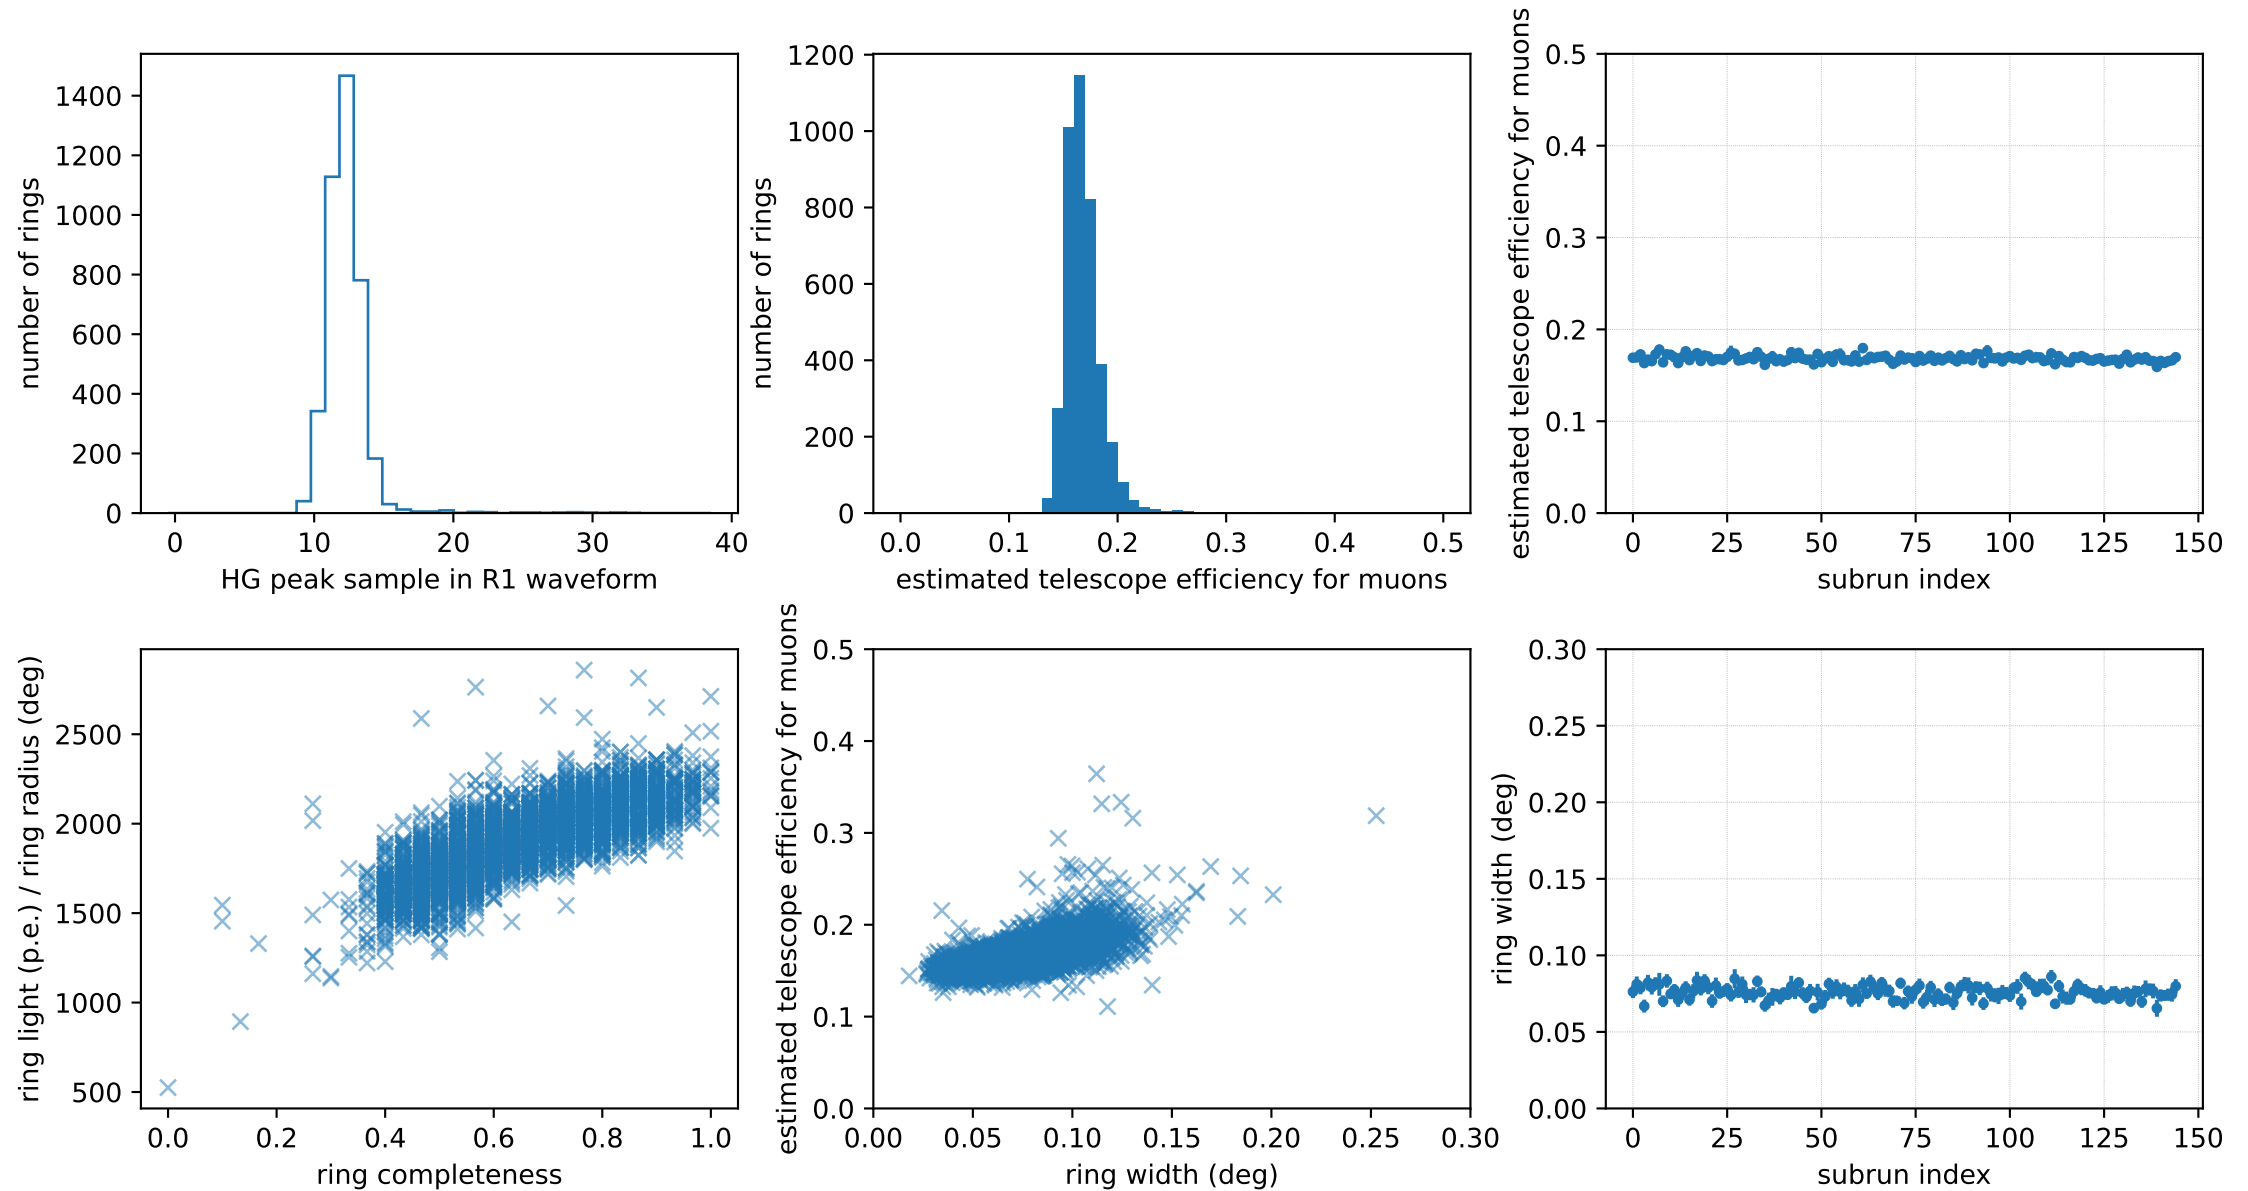 1400
1200
1000
800
600
400
200
0
number of rings
0 10 20 30 40
HG peak sample in R1 waveform
1200
1000
800
600
400
200
0
number of rings
0.0 0.1 0.2 0.3 0.4 0.5
estimated telescope efficiency for muons
0.5
0.4
0.3
0.2
0.1
0.0
estimated telescope efficiency for muons
0 25 50 75 100 125 150
subrun index
2500
2000
1500
1000
500
ring light (p.e.) / ring radius (deg)
0.0 0.2 0.4 0.6 0.8 1.0
ring completeness
0.5
0.4
0.3
0.2
0.1
0.0
estimated telescope efficiency for muons
0.00 0.05 0.10 0.15 0.20 0.25 0.30
ring width (deg)
0.30
0.25
0.20
0.15
0.10
0.05
0.00
ring width (deg)
0 25 50 75 100 125 150
subrun index